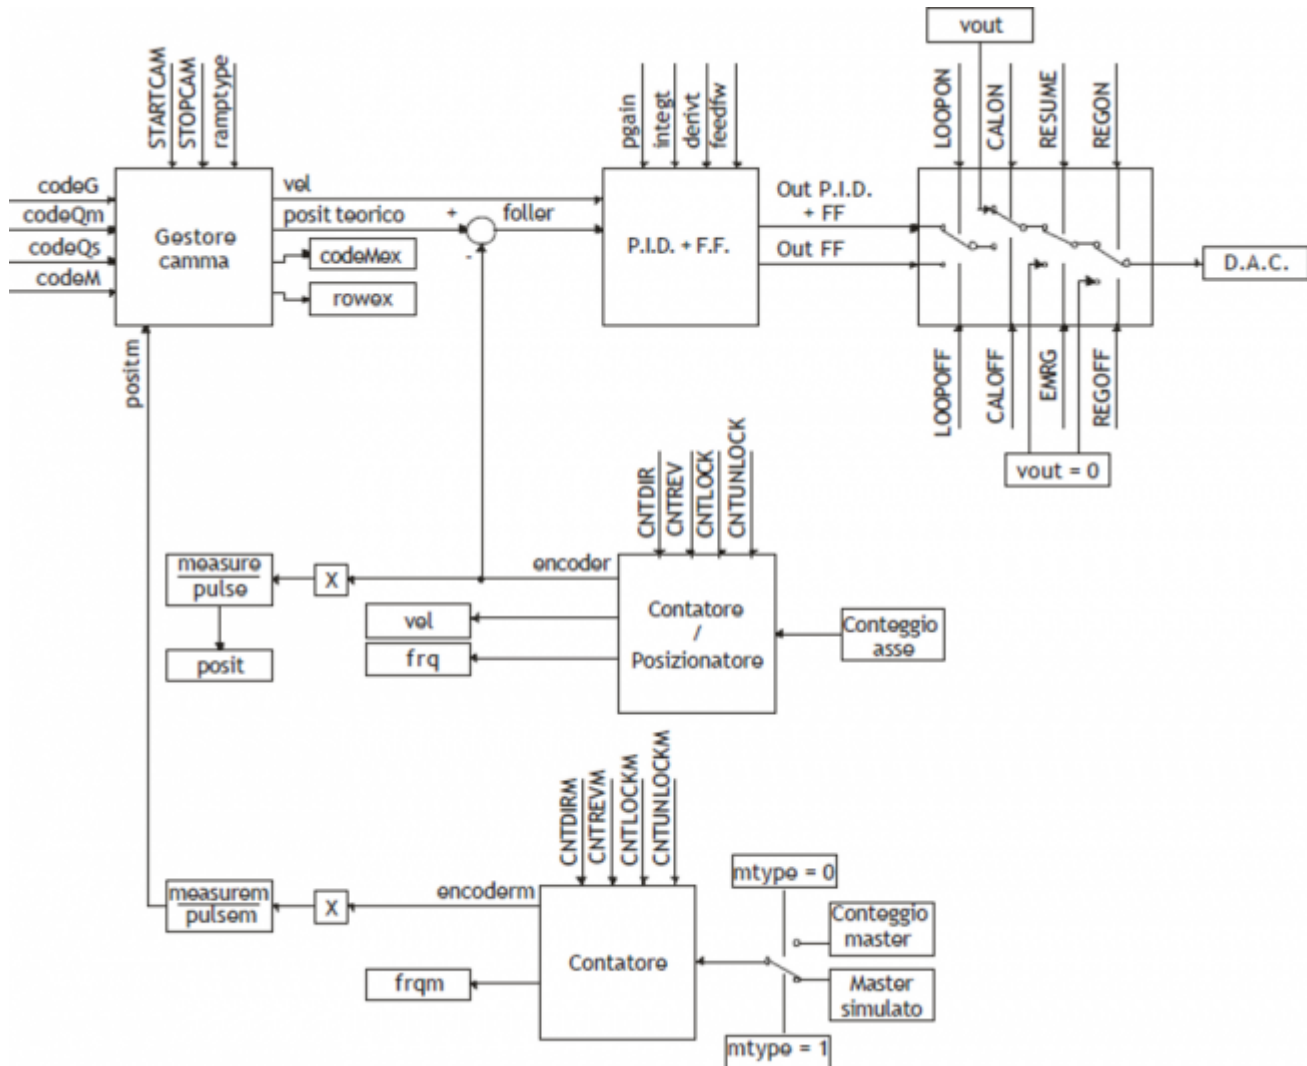 vout
STARTCAM
STOPCAM
ramptype
pgain
integt
derivt
feedfw
LOOPON
CALON
RESUME
REGON
codeG
codeQm
codeQs
codeM
Gestore
camma
vel
posit teorico
+
-
foller
codeMex
rowex
P.I.D. + F.F.
Out P.I.D.
+ FF
Out FF
D.A.C.
positm
LOOPOFF
CALOFF
EMRG
REGOFF
vout = 0
CNTDIR
CNTREV
CNTLOCK
CNTUNLOCK
measure
pulse
X
encoder
vel
frq
posit
Contatore
/
Posizionatore
Conteggio
asse
CNTDIRM
CNTREVM
CNTLOCKM
CNTUNLOCKM
measurem
pulsem
X
encoderm
frqm
Contatore
mtype = 0
Conteggio
master
Master
simulato
mtype = 1